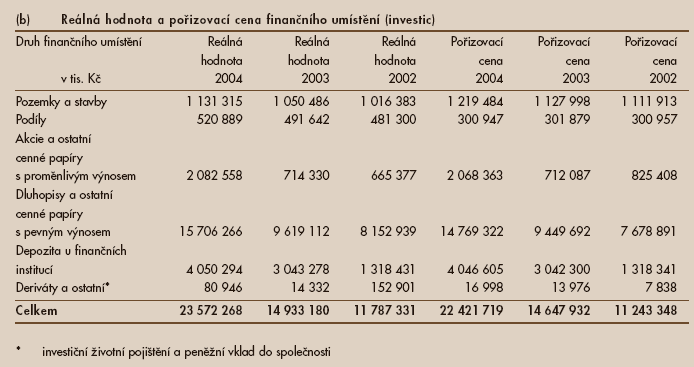 (b) Reálná hodnota a pořizovací cena finančního umístění (investic)
Druh finančního umístění Reálná Reálná Reálná Pořizovací Pořizovací Pořizovací
hodnota hodnota hodnota cena cena cena
v tis. Kč 2004 2003 2002 2004 2003 2002
Pozemky a stavby 1 131 315 1 050 486 1 016 383 1 219 484 1 127 998 1 111 913
Podíly 520 889 491 642 481 300 300 947 301 879 300 957
Akcie a ostatní
cenné papíry
s proměnlivým výnosem 2 082 558 714 330 665 377 2 068 363 712 087 825 408
Dluhopisy a ostatní
cenné papíry
s pevným výnosem 15 706 266 9 619 112 8 152 939 14 769 322 9 449 692 7 678 891
Depozita u finančních
institucí 4 050 294 3 043 278 1 318 431 4 046 605 3 042 300 1 318 341
Deriváty a ostatní* 80 946 14 332 152 901 16 998 13 976 7 838
Celkem 23 572 268 14 933 180 11 787 331 22 421 719 14 647 932 11 243 348
* investiční životní pojištění a peněžní vklad do společnosti